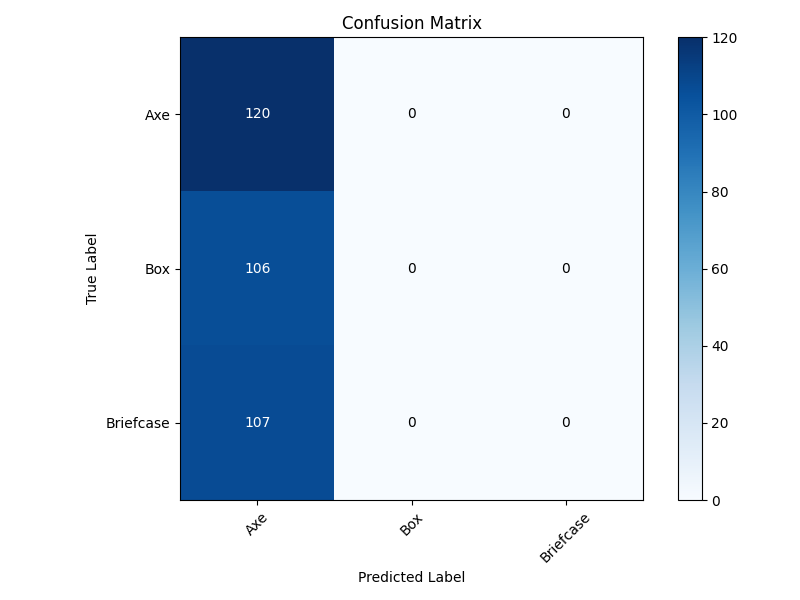 Confusion Matrix
True Label
Axe 120 0 0
Box 106 0 0
Briefcase 107 0 0
Axe Box Briefcase
Predicted Label
120
100
80
60
40
20
0